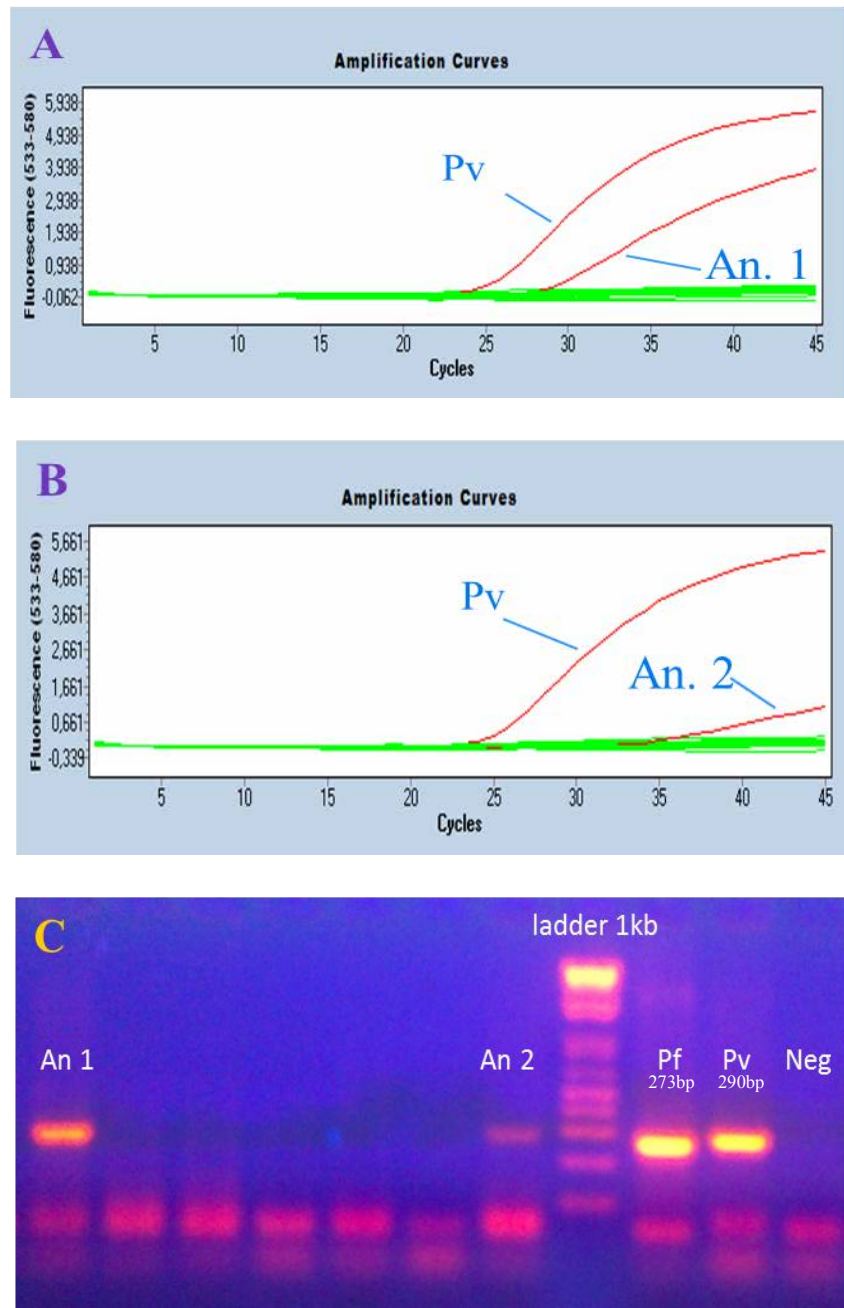 A
Amplification Curves
Fluorescence (533-580)
5,938
4,938
3,938
2,938
1,938
0,938
-0,062
Pv
An. 1
5 10 15 20 25 30 35 40 45
Cycles
B
Amplification Curves
Fluorescence (533-580)
5,661
4,661
3,661
2,661
1,661
0,661
-0,339
Pv
An. 2
5 10 15 20 25 30 35 40 45
Cycles
C
ladder 1kb
An 1 An 2 Pf Pv Neg
273bp 290bp